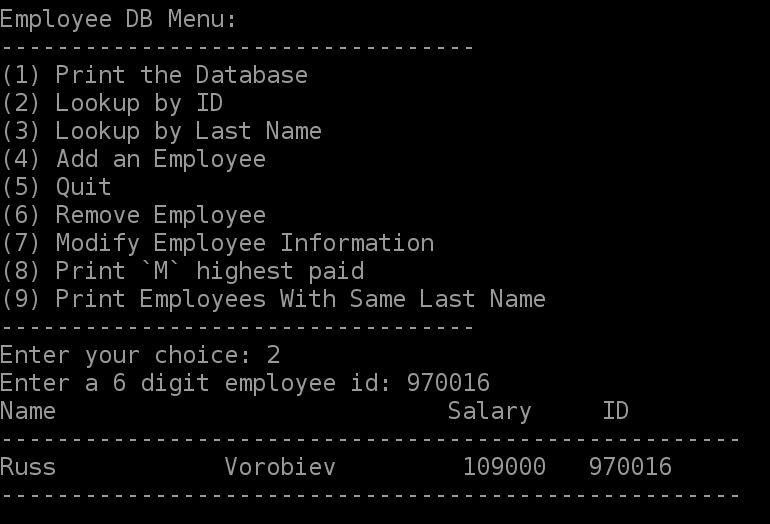 Employee DB Menu:
----------------------------------
(1) Print the Database
(2) Lookup by ID
(3) Lookup by Last Name
(4) Add an Employee
(5) Quit
(6) Remove Employee
(7) Modify Employee Information
(8) Print `M` highest paid
(9) Print Employees With Same Last Name
----------------------------------
Enter your choice: 2
Enter a 6 digit employee id: 970016
Name                            Salary     ID
-----------------------------------------------------
Russ            Vorobiev         109000   970016
-----------------------------------------------------